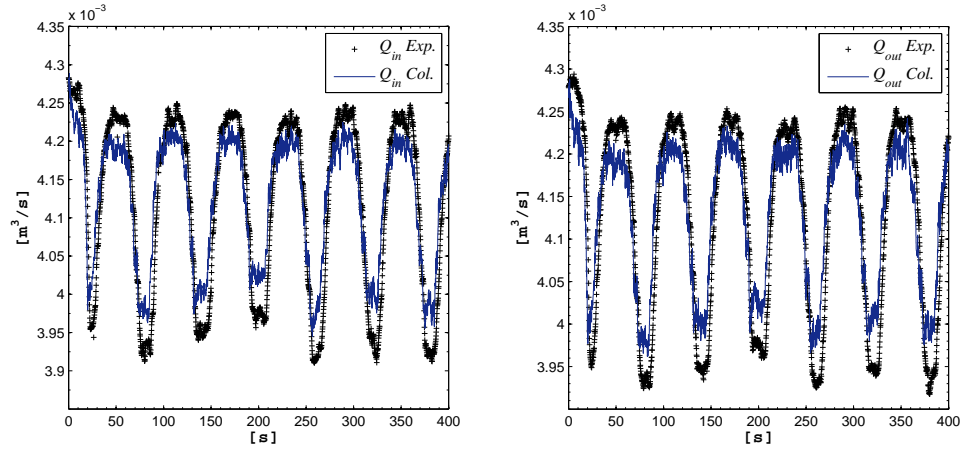 x 10⁻³
4.35
4.3
4.25
4.2
4.15
4.1
4.05
4
3.95
3.9
[m³/s]
0 50 100 150 200 250 300 350 400
[s]
+ Q_in Exp.
Q_in Col.
x 10⁻³
4.35
4.3
4.25
4.2
4.15
4.1
4.05
4
3.95
[m³/s]
0 50 100 150 200 250 300 350 400
[s]
+ Q_out Exp.
Q_out Col.